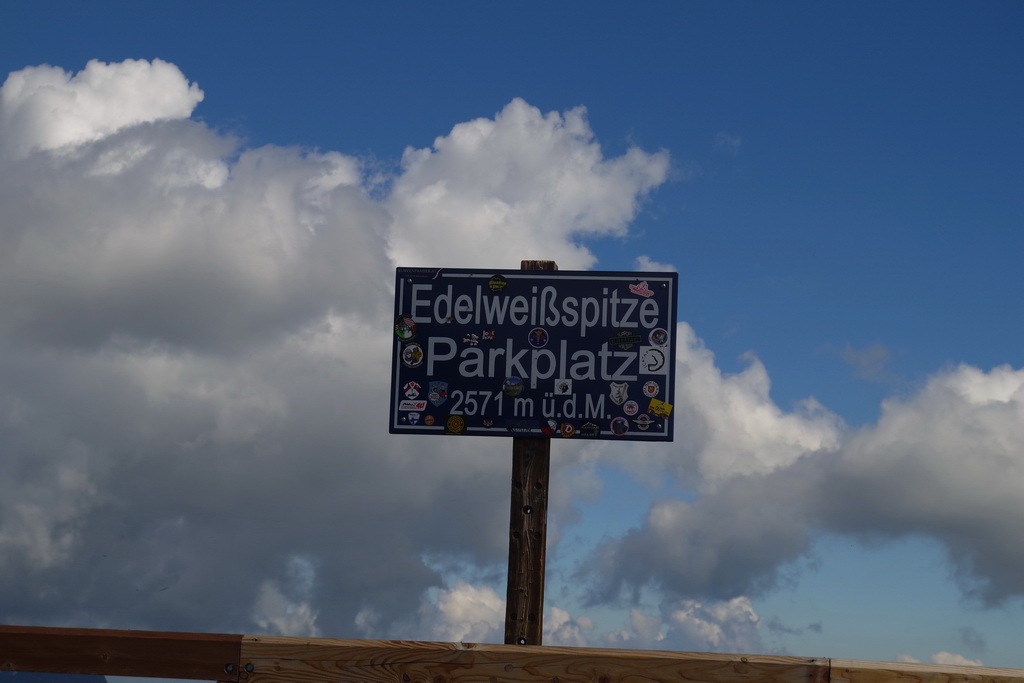 Edelweißspitze
Parkplatz
2571 m ü.d.M.